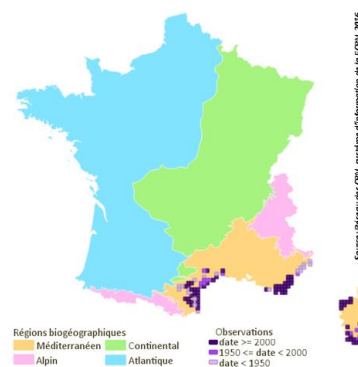 Source : Réseau des CBN, système d'information de la FCBN, 2016
Régions biogéographiques
Méditerranéen
Continental
Alpin
Atlantique
Observations
date >= 2000
1950 <= date < 2000
date < 1950